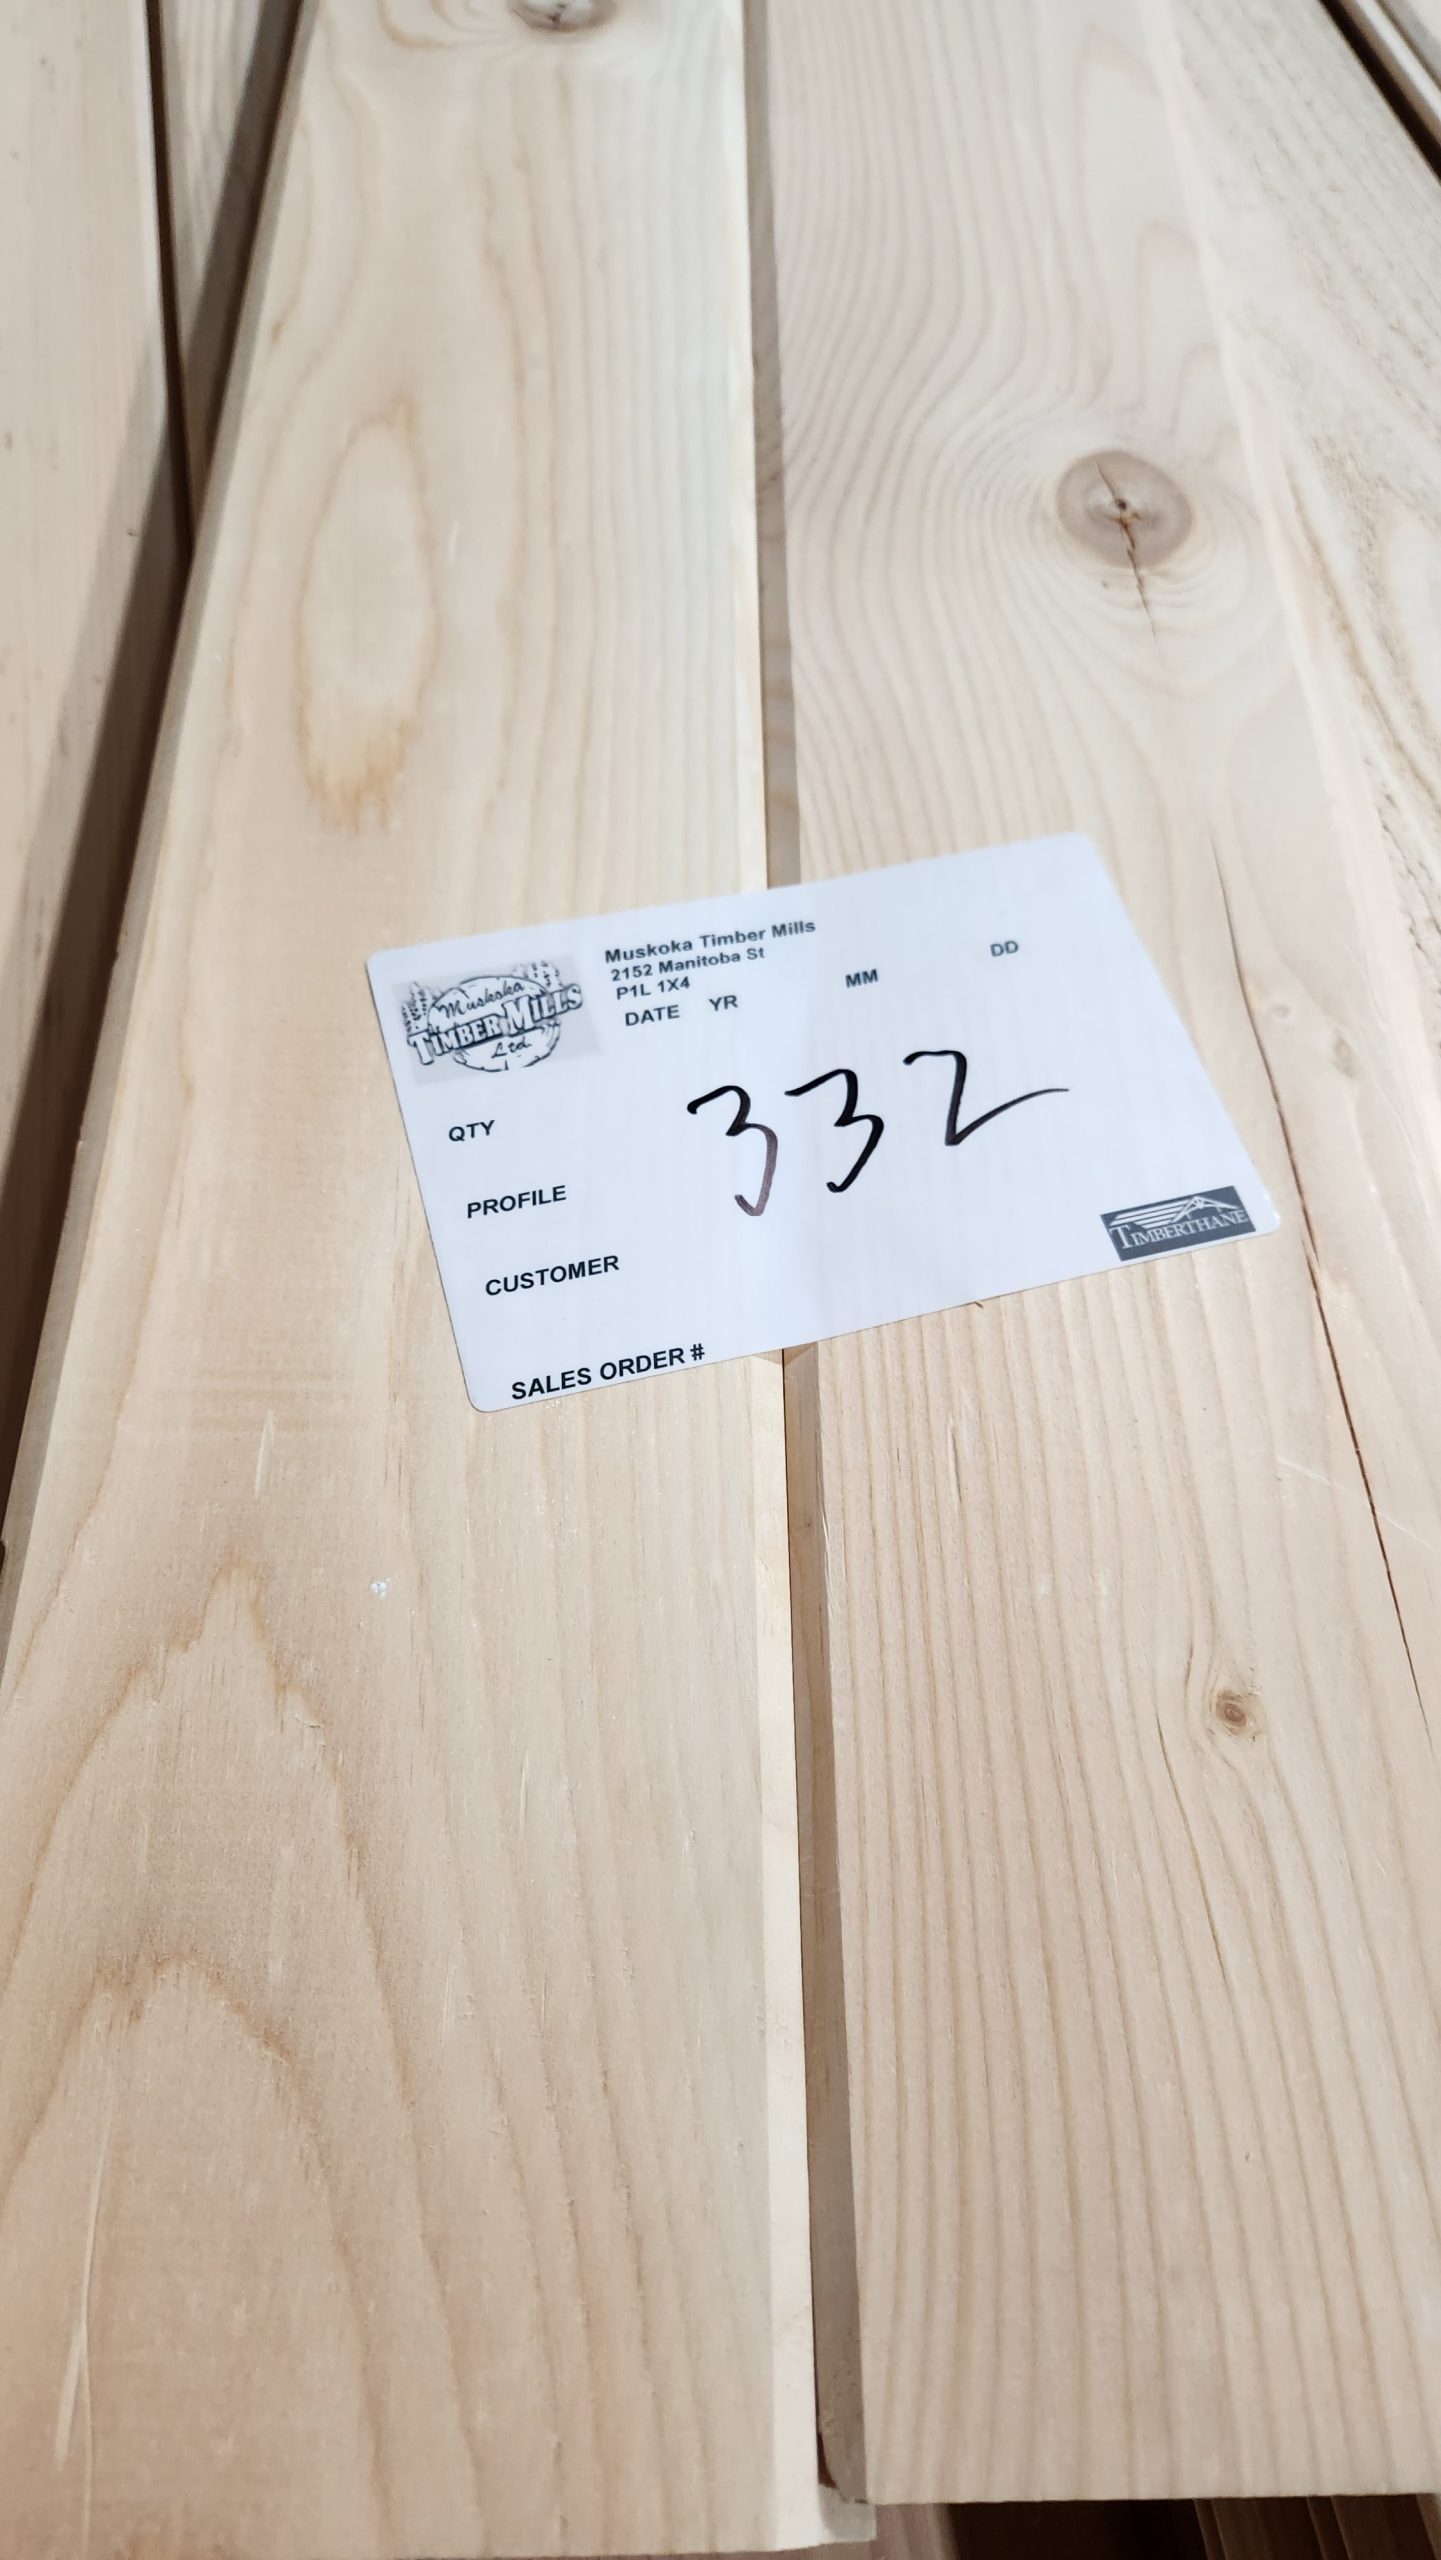 Muskoka
TIMBER MILLS
Ltd.
Muskoka Timber Mills
2152 Manitoba St
P1L 1X4
DATE YR MM DD
332
QTY
PROFILE
CUSTOMER
TIMBERTHANE
SALES ORDER #